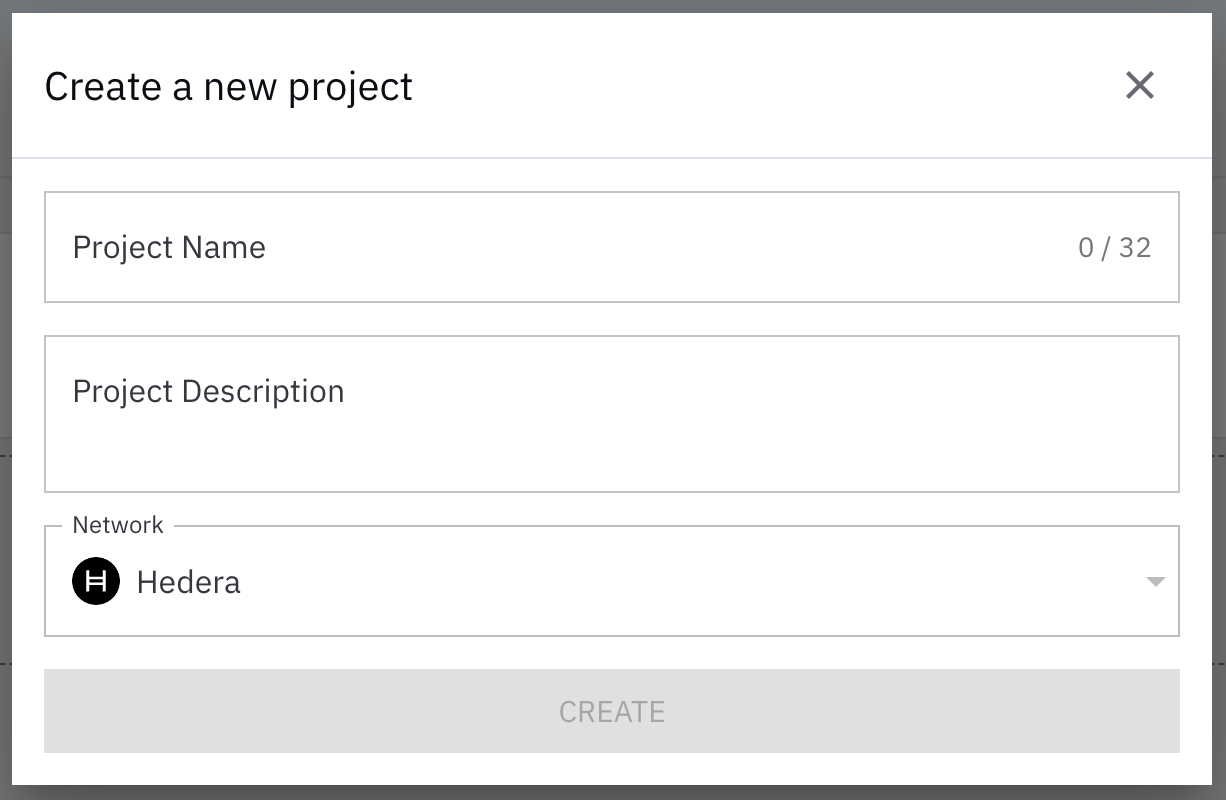 Create a new project
Project Name
0 / 32
Project Description
Network
Hedera
CREATE